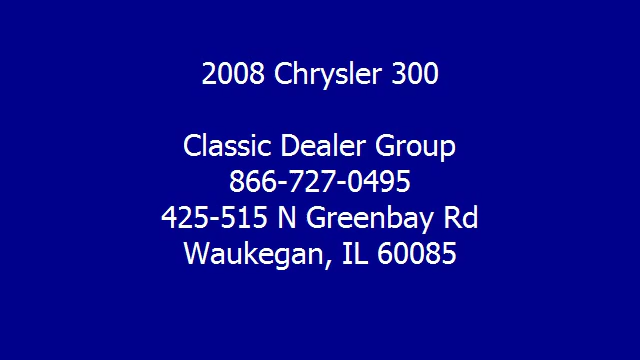 2008 Chrysler 300
Classic Dealer Group
866-727-0495
425-515 N Greenbay Rd
Waukegan, IL 60085